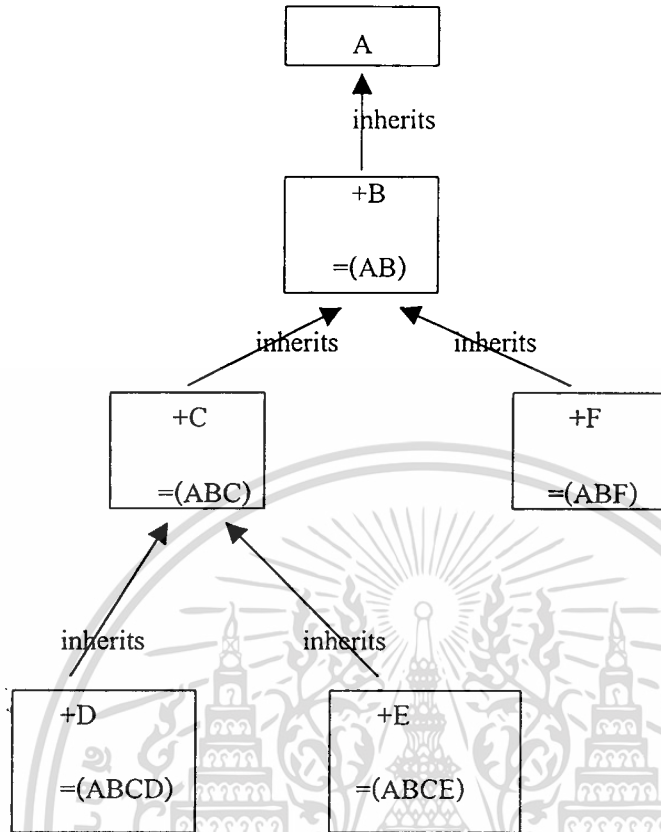 A
inherits
+B
=(AB)
inherits
inherits
+C
+F
=(ABC)
=(ABF)
inherits
inherits
+D
+E
=(ABCD)
=(ABCE)